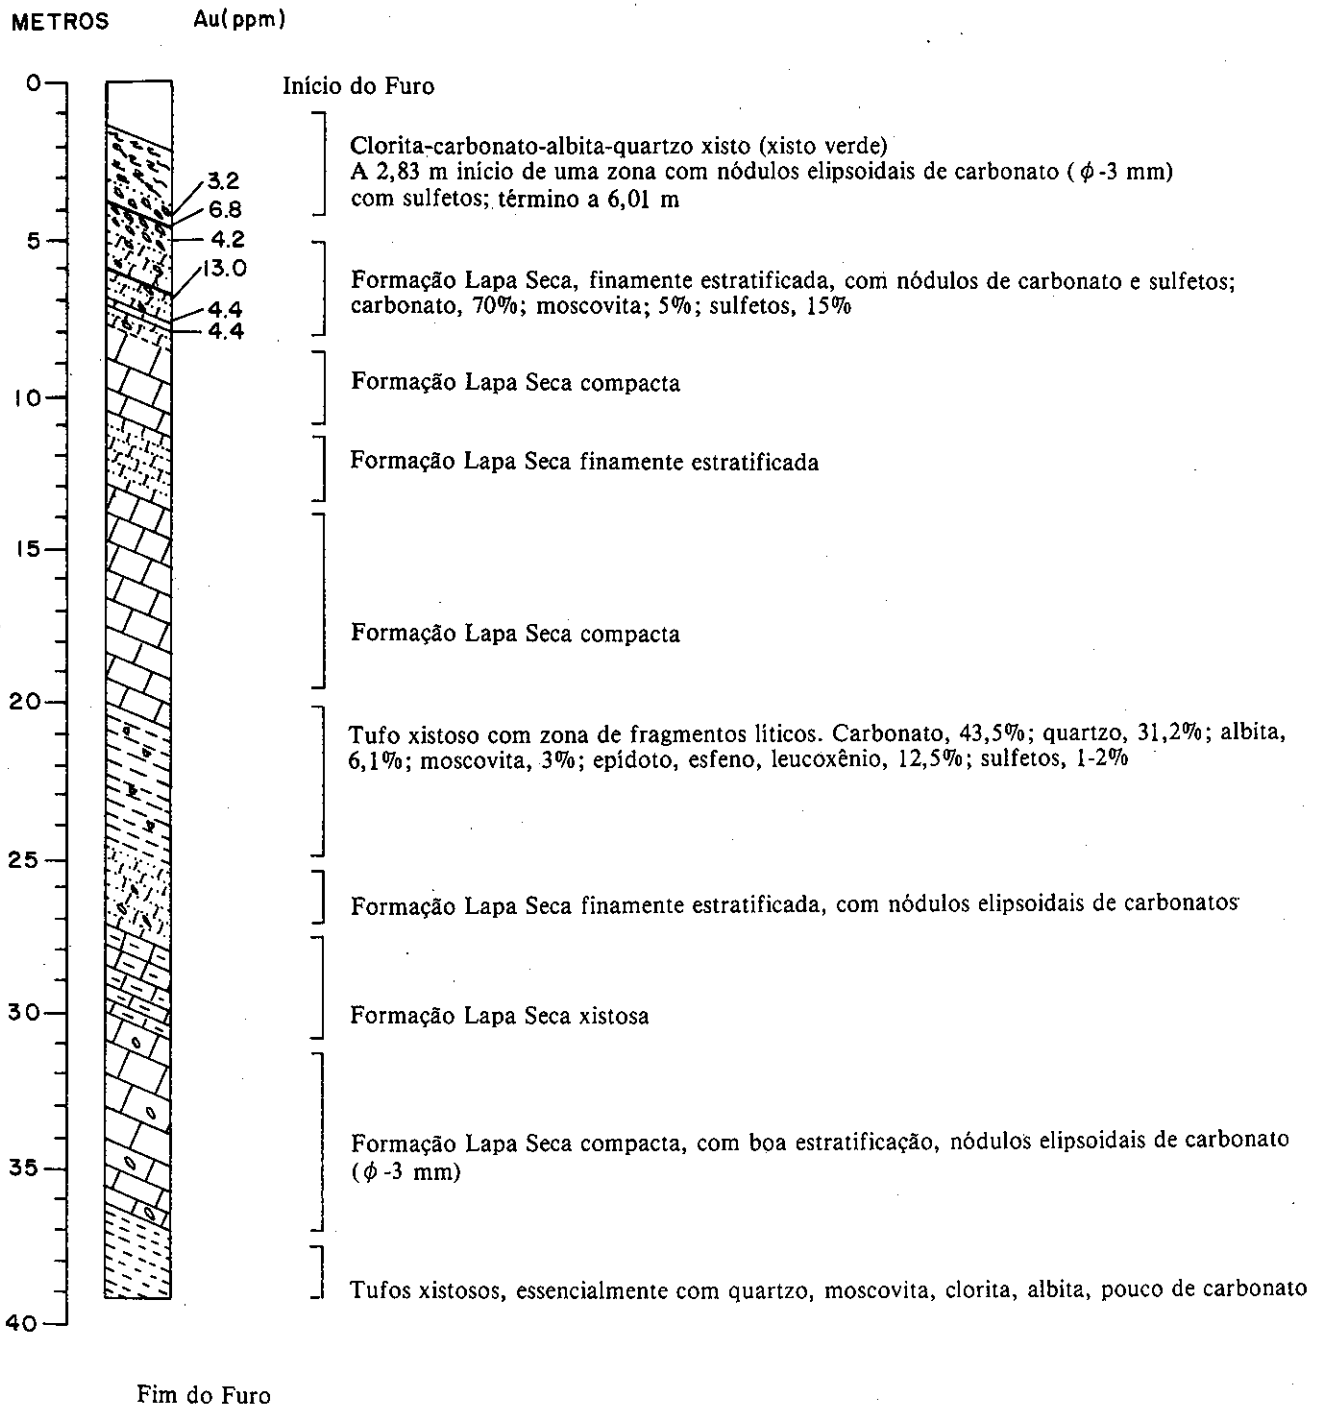 METROS Au(ppm)
0 Início do Furo
Clorita-carbonato-albita-quartzo xisto (xisto verde)
A 2,83 m início de uma zona com nódulos elipsoidais de carbonato (ϕ-3 mm)
3.2
com sulfetos; término a 6,01 m
6.8
5 4.2
13.0
Formação Lapa Seca, finamente estratificada, com nódulos de carbonato e sulfetos;
carbonato, 70%; moscovita; 5%; sulfetos, 15%
4.4
4.4
Formação Lapa Seca compacta
10
Formação Lapa Seca finamente estratificada
15
Formação Lapa Seca compacta
20
Tufo xistoso com zona de fragmentos líticos. Carbonato, 43,5%; quartzo, 31,2%; albita,
6,1%; moscovita, 3%; epídoto, esfeno, leucoxênio, 12,5%; sulfetos, 1-2%
25
Formação Lapa Seca finamente estratificada, com nódulos elipsoidais de carbonatos
30 Formação Lapa Seca xistosa
Formação Lapa Seca compacta, com boa estratificação, nódulos elipsoidais de carbonato
35 (ϕ-3 mm)
Tufos xistosos, essencialmente com quartzo, moscovita, clorita, albita, pouco de carbonato
40
Fim do Furo